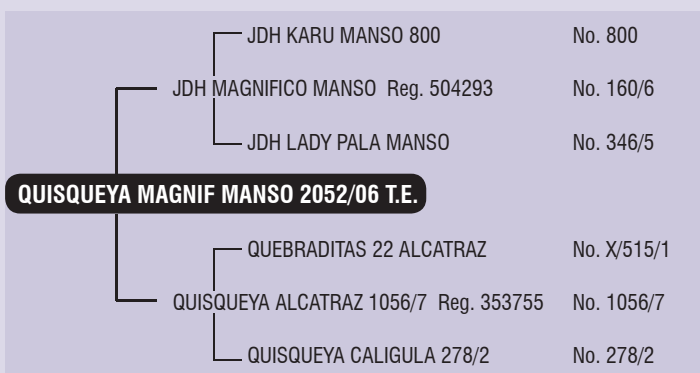 JDH KARU MANSO 800 No. 800
JDH MAGNIFICO MANSO Reg. 504293 No. 160/6
JDH LADY PALA MANSO No. 346/5
QUISQUEYA MAGNIF MANSO 2052/06 T.E.
QUEBRADITAS 22 ALCATRAZ No. X/515/1
QUISQUEYA ALCATRAZ 1056/7 Reg. 353755 No. 1056/7
QUISQUEYA CALIGULA 278/2 No. 278/2